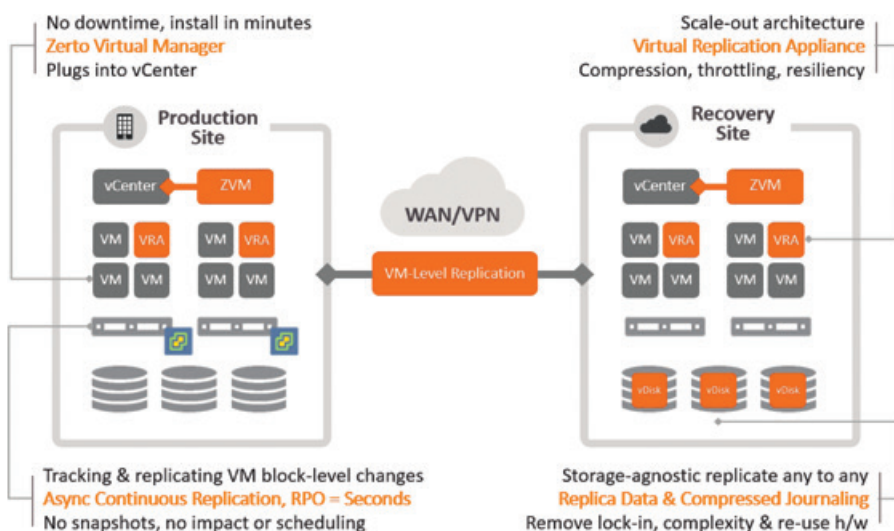 No downtime, install in minutes
Zerto Virtual Manager
Plugs into vCenter
Scale-out architecture
Virtual Replication Appliance
Compression, throttling, resiliency
Production
Site
vCenter
ZVM
VM
VRA
VM
VRA
VM
VM
VM
VM
WAN/VPN
VM-Level Replication
Recovery
Site
vCenter
ZVM
VM
VRA
VM
VRA
VM
VM
VM
VM
vDisk
vDisk
vDisk
Tracking & replicating VM block-level changes
Async Continuous Replication, RPO = Seconds
No snapshots, no impact or scheduling
Storage-agnostic replicate any to any
Replica Data & Compressed Journaling
Remove lock-in, complexity & re-use h/w